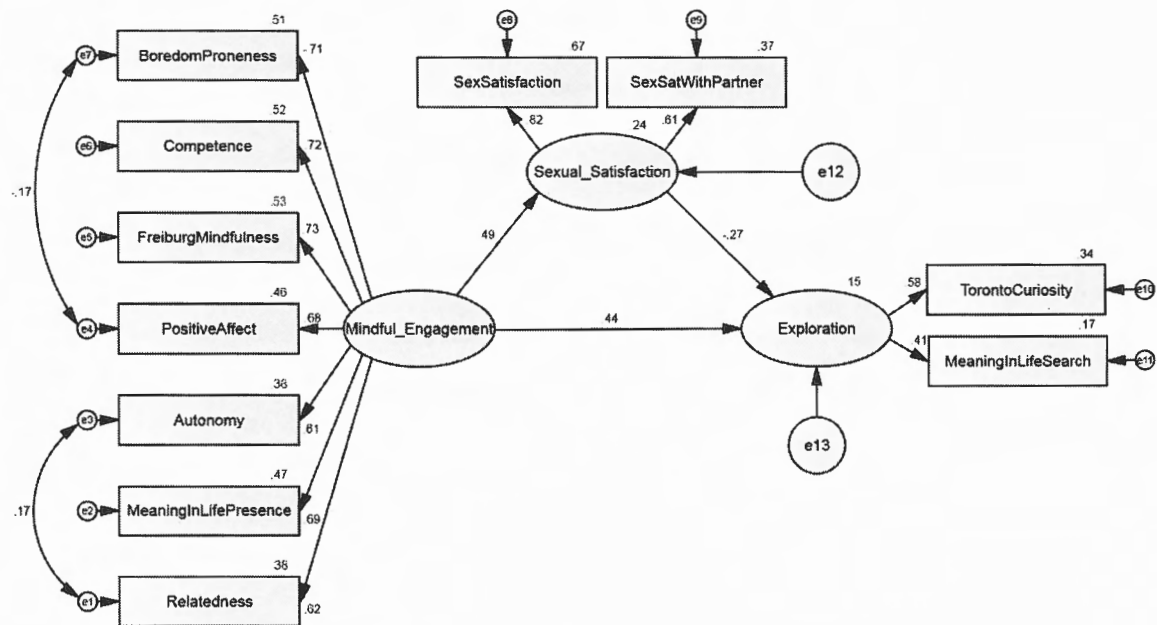 .51
e7
BoredomProneness
-.71
.52
e6
Competence
.72
.53
e5
FreiburgMindfulness
.73
-.17
.46
e4
PositiveAffect
.68
.38
e3
Autonomy
.61
.47
e2
MeaningInLifePresence
.69
.17
.38
e1
Relatedness
.62
Mindful_Engagement
e8
.67
SexSatisfaction
e9
.37
SexSatWithPartner
.82
.61
.24
Sexual_Satisfaction
e12
.49
-.27
.44
.15
Exploration
e13
.34
.58
TorontoCuriosity
e10
.17
.41
MeaningInLifeSearch
e11